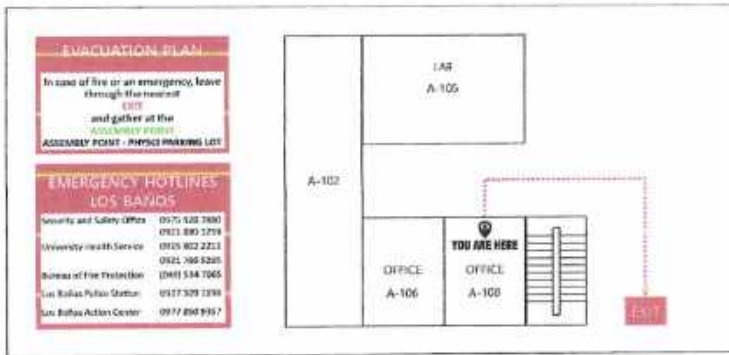 EVACUATION PLAN
In case of fire or an emergency, leave
through the nearest
EXIT
and gather at the
ASSEMBLY POINT
ASSEMBLY POINT - PHYSCI PARKING LOT
EMERGENCY HOTLINES
LOS BAÑOS
Security and Safety Office
University Health Service
Bureau of Fire Protection
Los Baños Police Station
Los Baños Action Center
LAB
A-105
A-102
YOU ARE HERE
OFFICE
A-106
OFFICE
A-108
EXIT